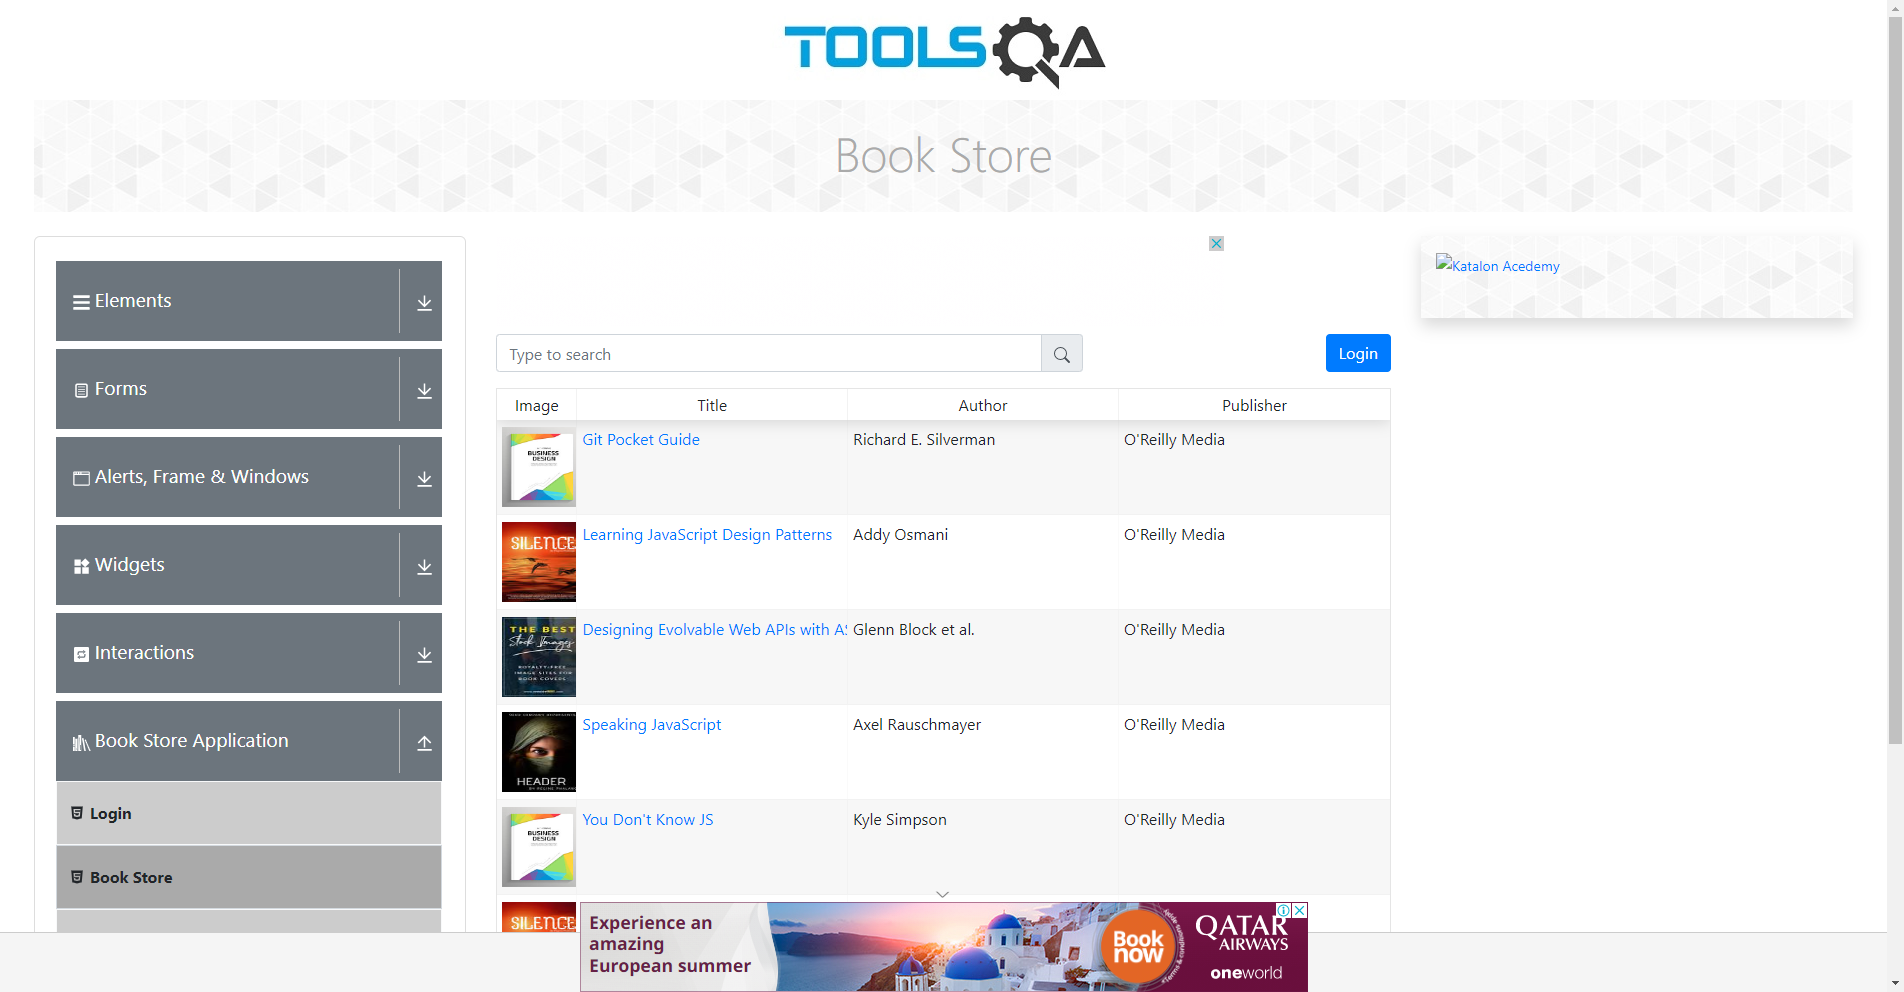 TOOLSQA
Book Store
Elements
Forms
Alerts, Frame & Windows
Widgets
Interactions
Book Store Application
Login
Book Store
Katalon Acedemy
Type to search
Login
Image Title Author Publisher
BUSINESS
DESIGN
Git Pocket Guide Richard E. Silverman O'Reilly Media
SILENCE
Learning JavaScript Design Patterns Addy Osmani O'Reilly Media
THE BEST
Stock Images
ROYALTY-FREE
IMAGE SITES FOR
BOOK COVERS
Designing Evolvable Web APIs with AS Glenn Block et al. O'Reilly Media
HEADER
Speaking JavaScript Axel Rauschmayer O'Reilly Media
BUSINESS
DESIGN
You Don't Know JS Kyle Simpson O'Reilly Media
SILENCE
Experience an
amazing
European summer
Book
now
QATAR
AIRWAYS
oneworld